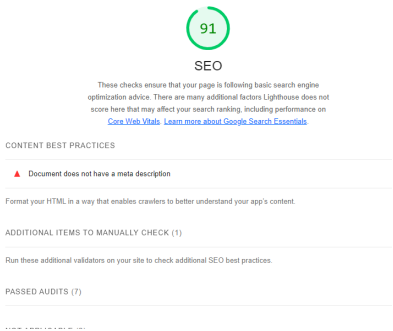 91
SEO
These checks ensure that your page is following basic search engine
optimization advice. There are many additional factors Lighthouse does not
score here that may affect your search ranking, including performance on
Core Web Vitals. Learn more about Google Search Essentials.
CONTENT BEST PRACTICES
Document does not have a meta description
Format your HTML in a way that enables crawlers to better understand your app's content.
ADDITIONAL ITEMS TO MANUALLY CHECK (1)
Run these additional validators on your site to check additional SEO best practices.
PASSED AUDITS (7)